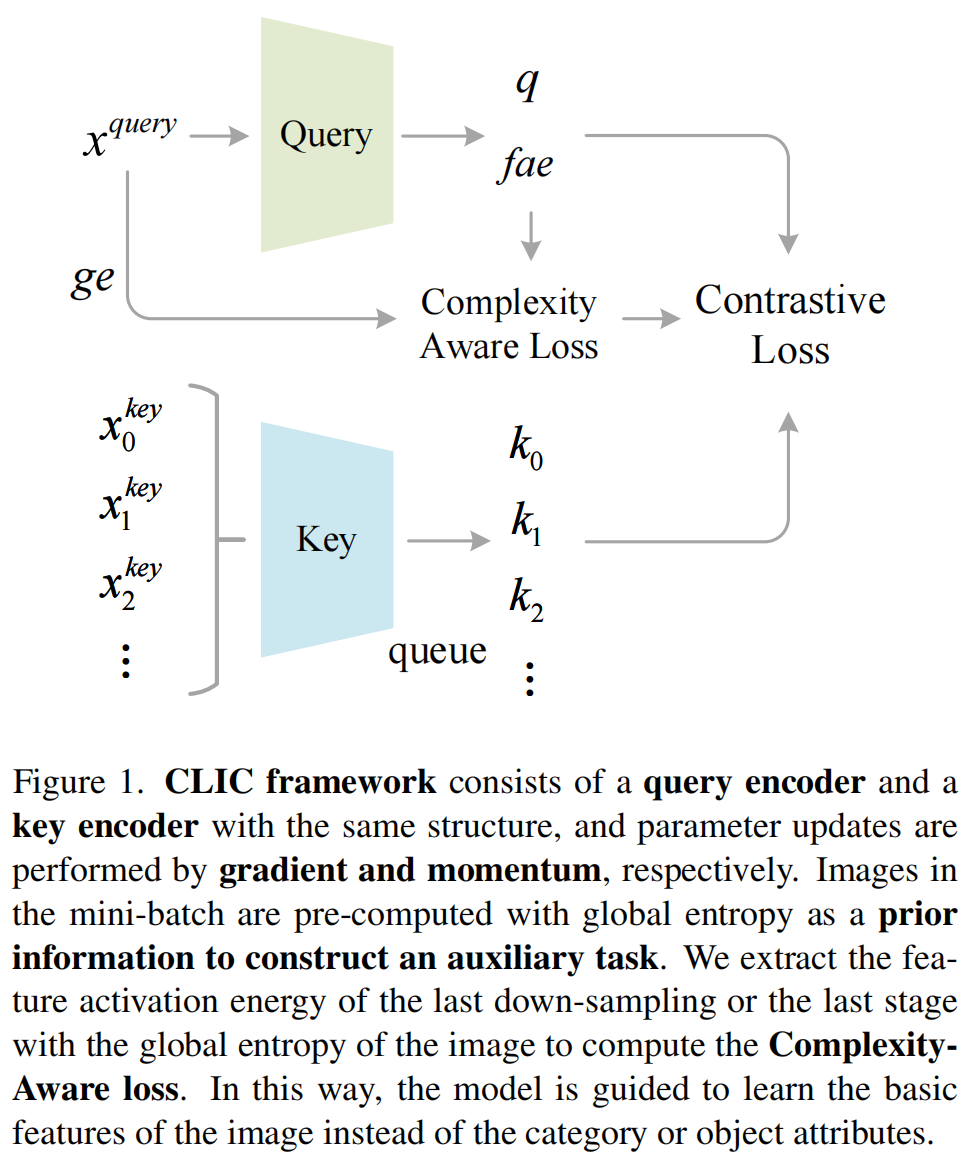 x^query
Query
q
fae
ge
Complexity
Aware Loss
Contrastive
Loss
x_0^key
x_1^key
x_2^key
⋮
Key
queue
k_0
k_1
k_2
⋮
Figure 1. CLIC framework consists of a query encoder and a
key encoder with the same structure, and parameter updates are
performed by gradient and momentum, respectively. Images in
the mini-batch are pre-computed with global entropy as a prior
information to construct an auxiliary task. We extract the fea-
ture activation energy of the last down-sampling or the last stage
with the global entropy of the image to compute the Complexity-
Aware loss. In this way, the model is guided to learn the basic
features of the image instead of the category or object attributes.